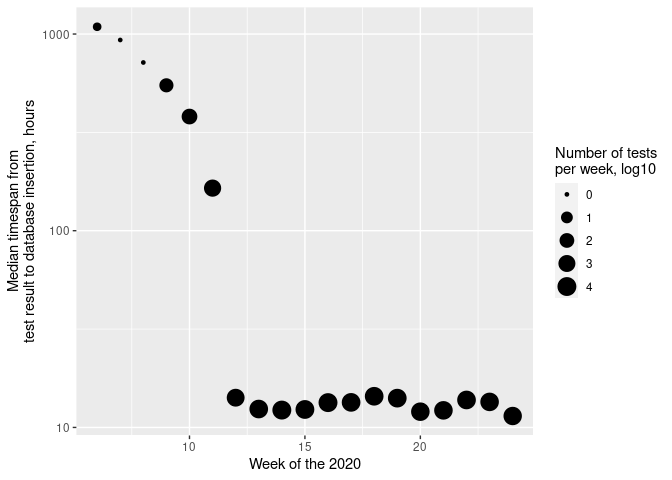 Median timespan from
test result to database insertion, hours
1000
100
10
10
15
20
Week of the 2020
Number of tests
per week, log10
0
1
2
3
4